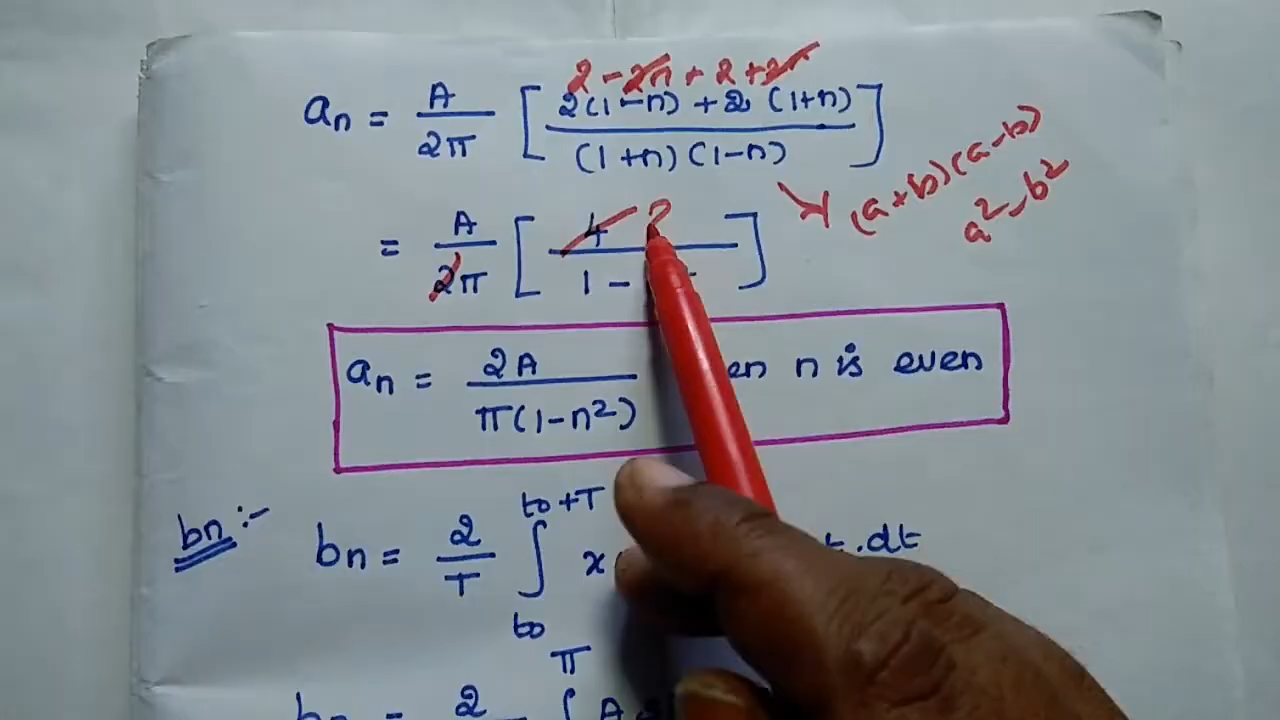 2 - 2n + 2 + 2n
an = A/2π [ 2(1-n) + 2 (1+n) / (1+n)(1-n) ]
(a+b)(a-b)
a² - b²
= A/2π [ 4 2 / 1 - ]
an = 2A / π(1-n²) en n is even
bn :-
bn = 2/T ∫ to to+T x t.dt
bn = 2 ∫ π A